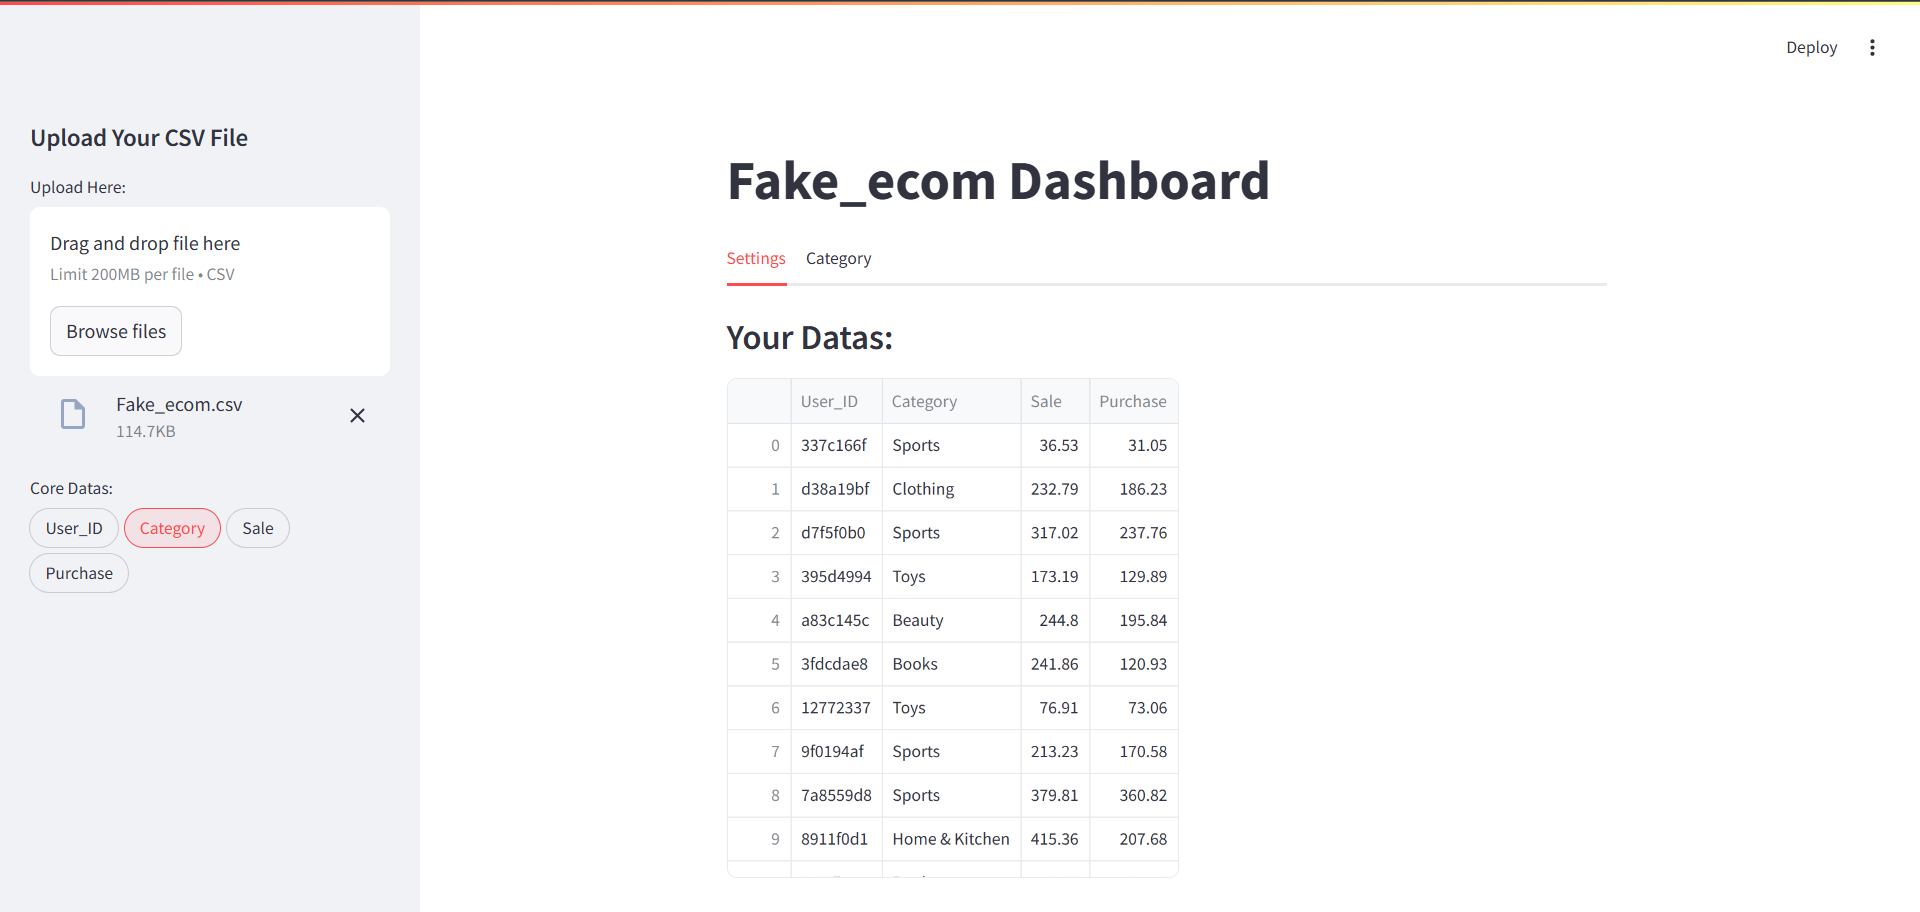 Deploy
Upload Your CSV File
Upload Here:
Drag and drop file here
Limit 200MB per file • CSV
Browse files
Fake_ecom.csv
114.7KB
Core Datas:
User_ID Category Sale
Purchase
Fake_ecom Dashboard
Settings Category
Your Datas:
User_ID Category Sale Purchase
0 337c166f Sports 36.53 31.05
1 d38a19bf Clothing 232.79 186.23
2 d7f5f0b0 Sports 317.02 237.76
3 395d4994 Toys 173.19 129.89
4 a83c145c Beauty 244.8 195.84
5 3fdcdae8 Books 241.86 120.93
6 12772337 Toys 76.91 73.06
7 9f0194af Sports 213.23 170.58
8 7a8559d8 Sports 379.81 360.82
9 8911f0d1 Home & Kitchen 415.36 207.68